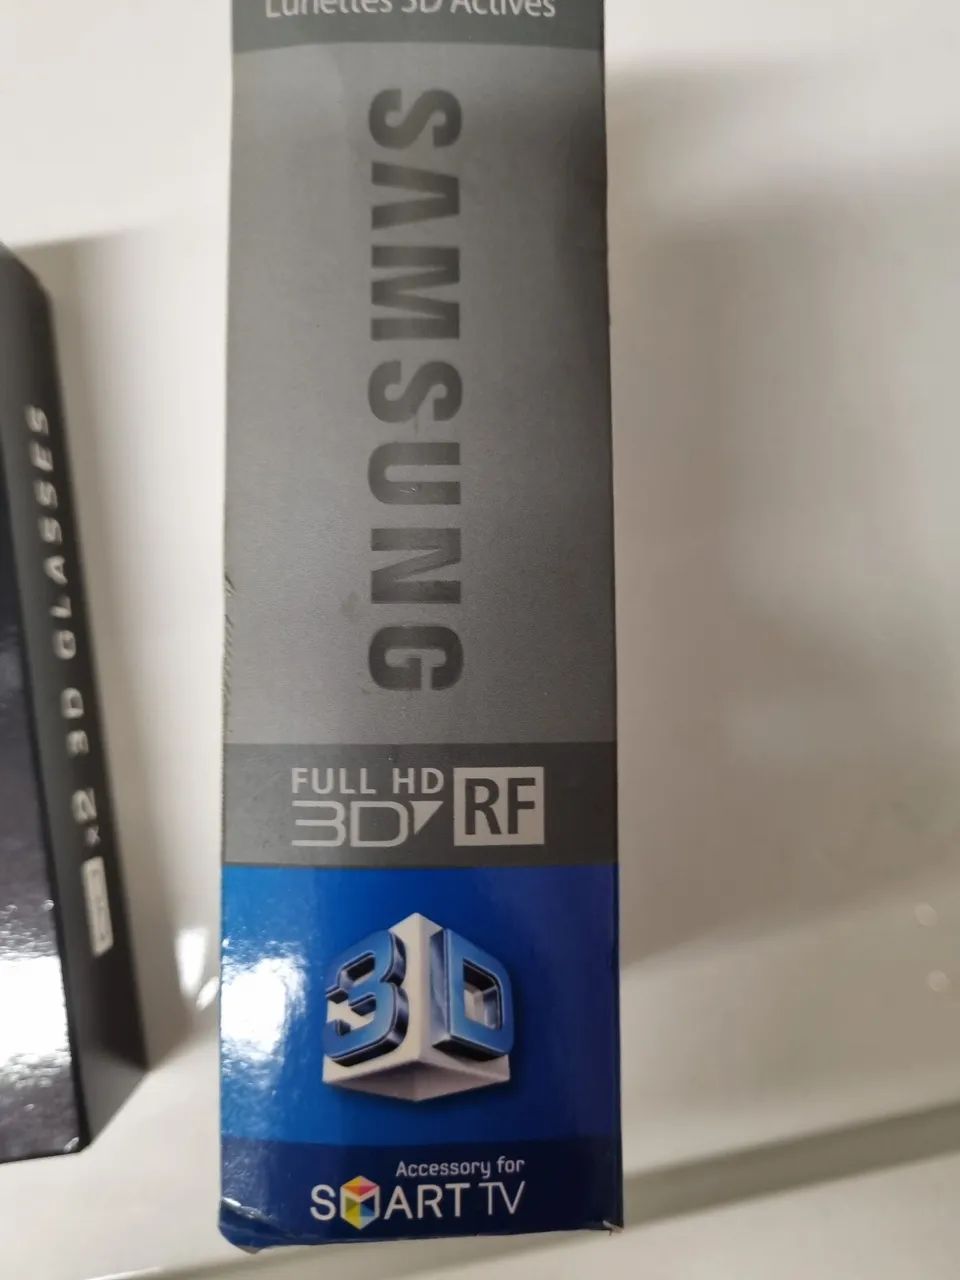 Lunettes 3D Actives
SAMSUNG
FULL HD
3D
RF
3D
Accessory for
SMART TV
x2 3D GLASSES